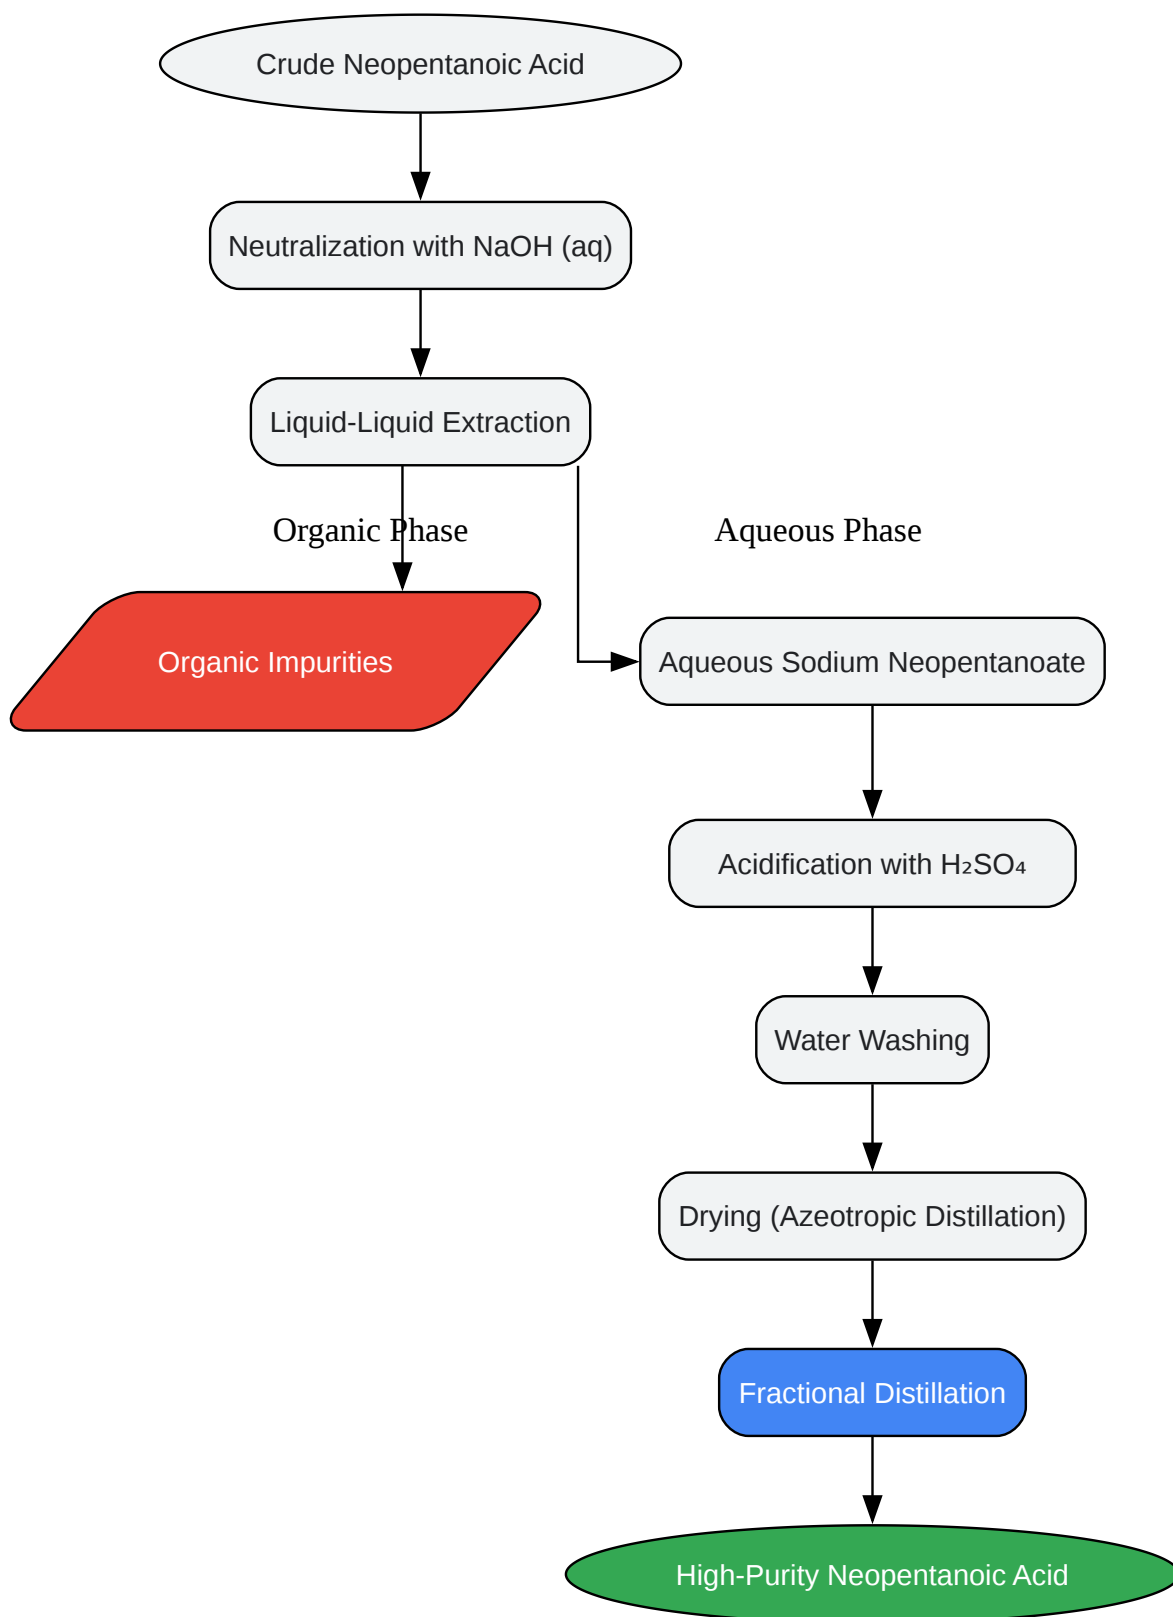 Crude Neopentanoic Acid
Neutralization with NaOH (aq)
Liquid-Liquid Extraction
Organic Phase
Aqueous Phase
Organic Impurities
Aqueous Sodium Neopentanoate
Acidification with H₂SO₄
Water Washing
Drying (Azeotropic Distillation)
Fractional Distillation
High-Purity Neopentanoic Acid